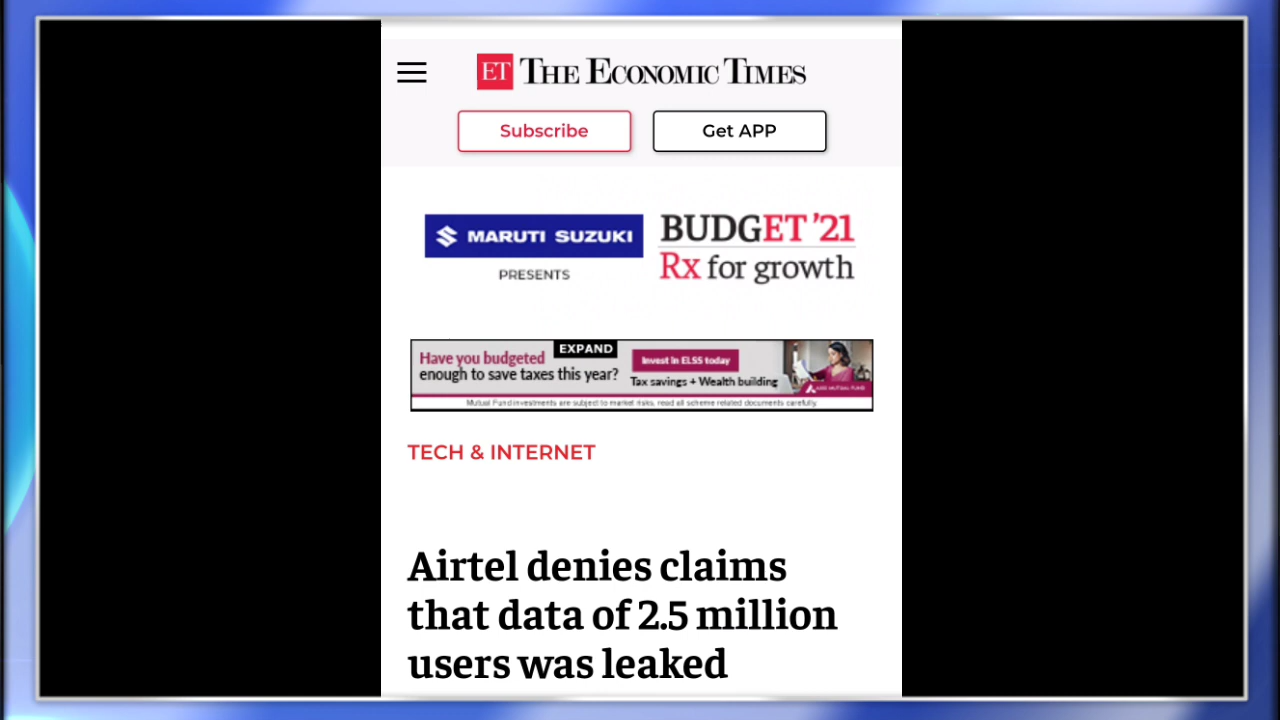 ET THE ECONOMIC TIMES
Subscribe
Get APP
MARUTI SUZUKI
PRESENTS
BUDGET '21
Rx for growth
Have you budgeted
enough to save taxes this year?
EXPAND
Invest in ELSS today
Tax savings + Wealth building
AXIS MUTUAL FUND
Mutual Fund investments are subject to market risks, read all scheme related documents carefully.
TECH & INTERNET
Airtel denies claims
that data of 2.5 million
users was leaked